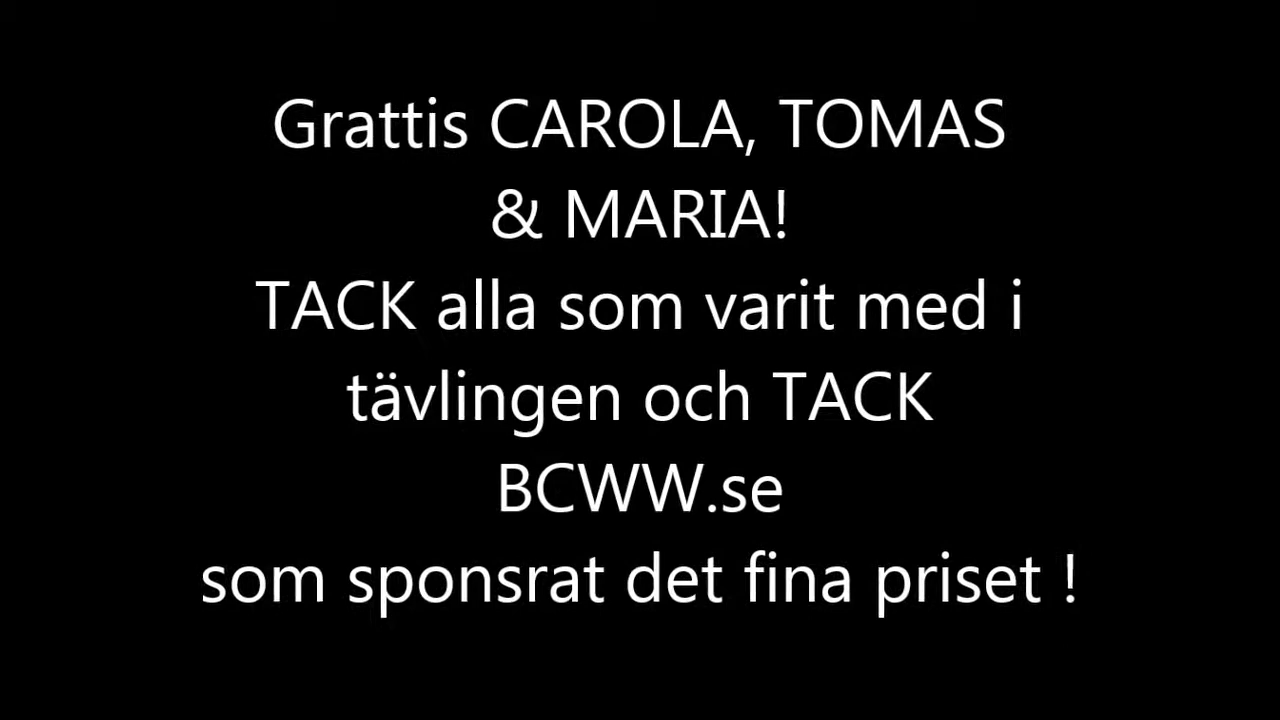 Grattis CAROLA, TOMAS
& MARIA!
TACK alla som varit med i
tävlingen och TACK
BCWW.se
som sponsrat det fina priset !